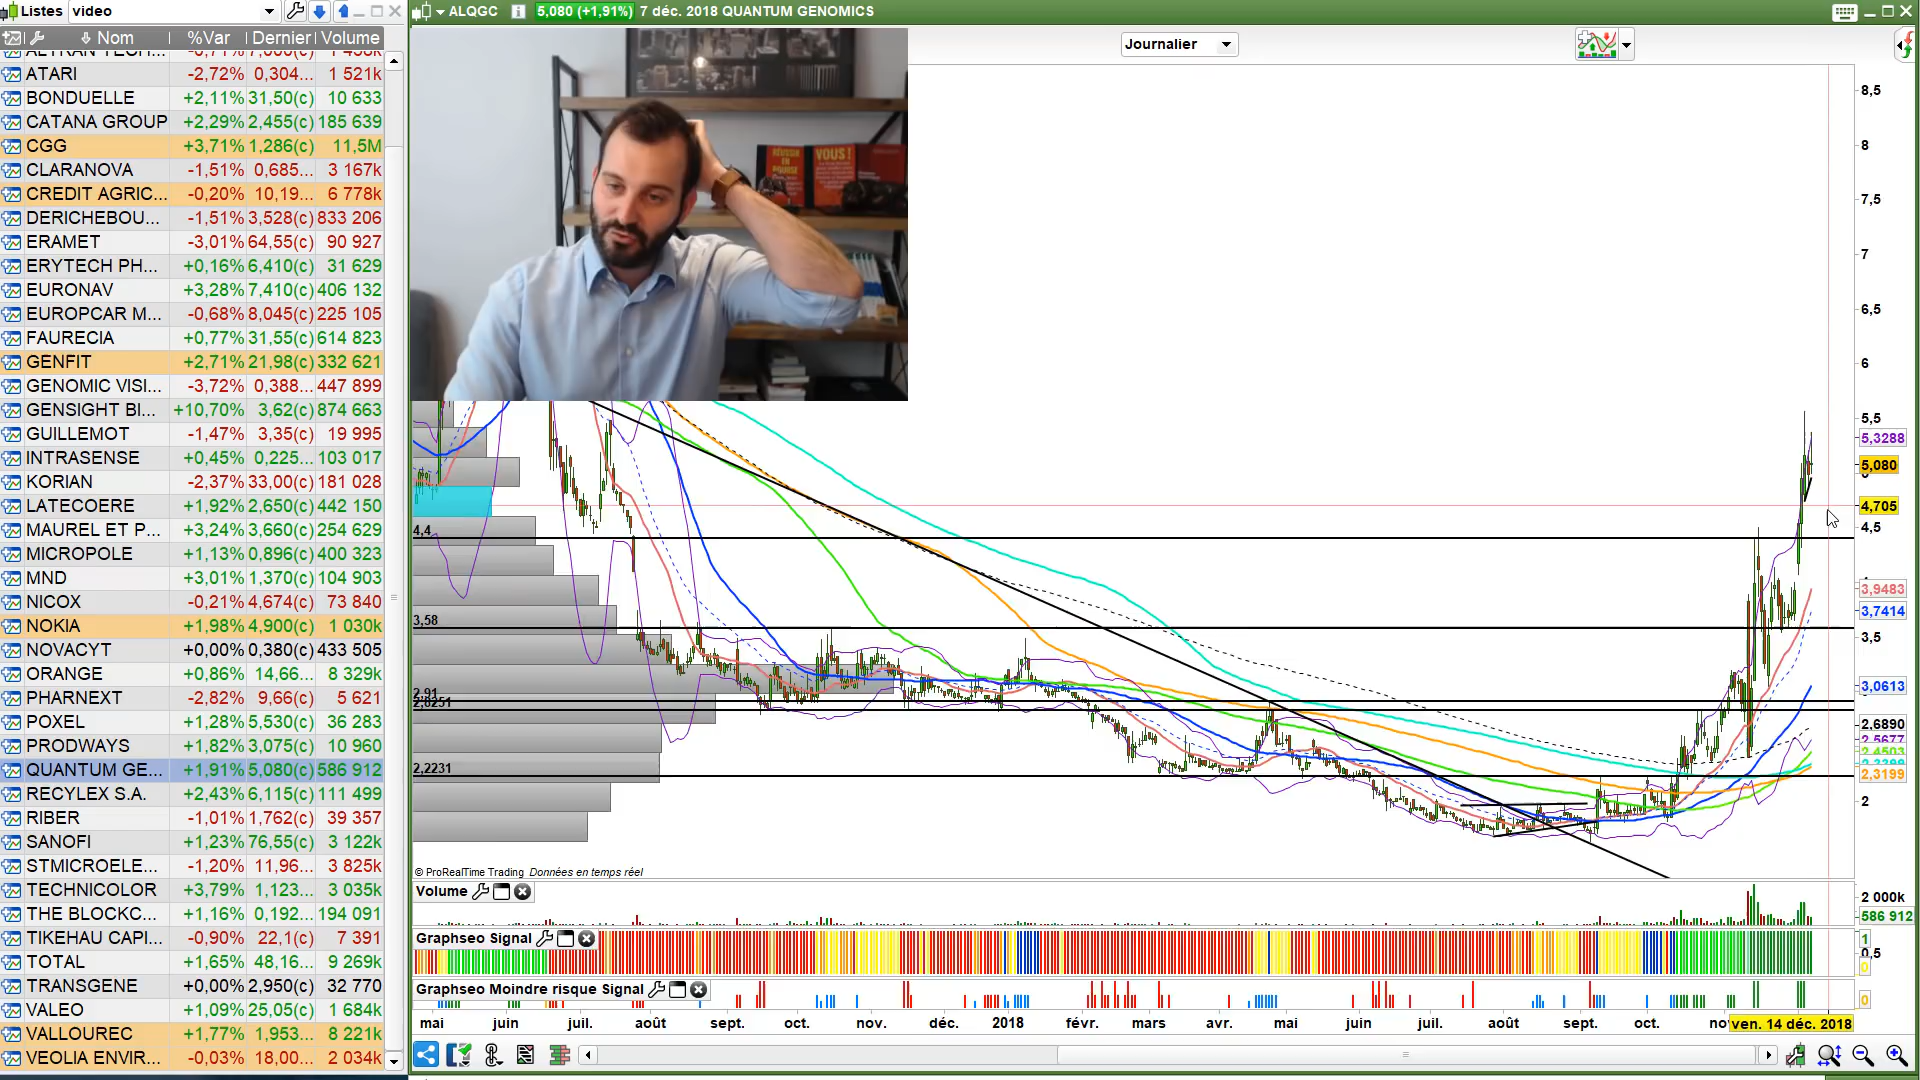 Listes video
Nom %Var Dernier Volume
ATARI -2,72% 0,304... 1 521k
BONDUELLE +2,11% 31,50(c) 10 633
CATANA GROUP +2,29% 2,455(c) 185 639
CGG +3,71% 1,286(c) 11,5M
CLARANOVA -1,51% 0,685... 3 167k
CREDIT AGRIC... -0,20% 10,19... 6 778k
DERICHEBOU... -1,51% 3,528(c) 833 206
ERAMET -3,01% 64,55(c) 90 927
ERYTECH PH... +0,16% 6,410(c) 31 629
EURONAV +3,28% 7,410(c) 406 132
EUROPCAR M... -0,68% 8,045(c) 225 105
FAURECIA +0,77% 31,55(c) 614 823
GENFIT +2,71% 21,98(c) 332 621
GENOMIC VISI... -3,72% 0,388... 447 899
GENSIGHT BI... +10,70% 3,62(c) 874 663
GUILLEMOT -1,47% 3,35(c) 19 995
INTRASENSE +0,45% 0,225... 103 017
KORIAN -2,37% 33,00(c) 181 028
LATECOERE +1,92% 2,650(c) 442 150
MAUREL ET P... +3,24% 3,660(c) 254 629
MICROPOLE +1,13% 0,896(c) 400 323
MND +3,01% 1,370(c) 104 903
NICOX -0,21% 4,674(c) 73 840
NOKIA +1,98% 4,900(c) 1 030k
NOVACYT +0,00% 0,380(c) 433 505
ORANGE +0,86% 14,66... 8 329k
PHARNEXT -2,82% 9,66(c) 5 621
POXEL +1,28% 5,530(c) 36 283
PRODWAYS +1,82% 3,075(c) 10 960
QUANTUM GE... +1,91% 5,080(c) 586 912
RECYLEX S.A. +2,43% 6,115(c) 111 499
RIBER -1,01% 1,762(c) 39 357
SANOFI +1,23% 76,55(c) 3 122k
STMICROELE... -1,20% 11,96... 3 825k
TECHNICOLOR +3,79% 1,123... 3 035k
THE BLOCKC... +1,16% 0,192... 194 091
TIKEHAU CAPI... -0,90% 22,1(c) 7 391
TOTAL +1,65% 48,16... 9 269k
TRANSGENE +0,00% 2,950(c) 32 770
VALEO +1,09% 25,05(c) 1 684k
VALLOUREC +1,77% 1,953... 8 221k
VEOLIA ENVIR... -0,03% 18,00... 2 034k
ALQGC 5,080 (+1,91%) 7 déc. 2018 QUANTUM GENOMICS
Journalier
RÉUSSIR EN BOURSE
VOUS !
8,5
8
7,5
7
6,5
6
5,5
5,3288
5,080
4,705
4,5
3,9483
3,7414
3,5
3,0613
2,6890
2,5677
2,3199
2
4,4
3,58
2,91
2,8251
2,2231
© ProRealTime Trading Données en temps réel
Volume
2 000k
586 912
Graphseo Signal
1
0,5
0
Graphseo Moindre risque Signal
0
mai juin juil. août sept. oct. nov. déc. 2018 févr. mars avr. mai juin juil. août sept. oct. ven. 14 déc. 2018